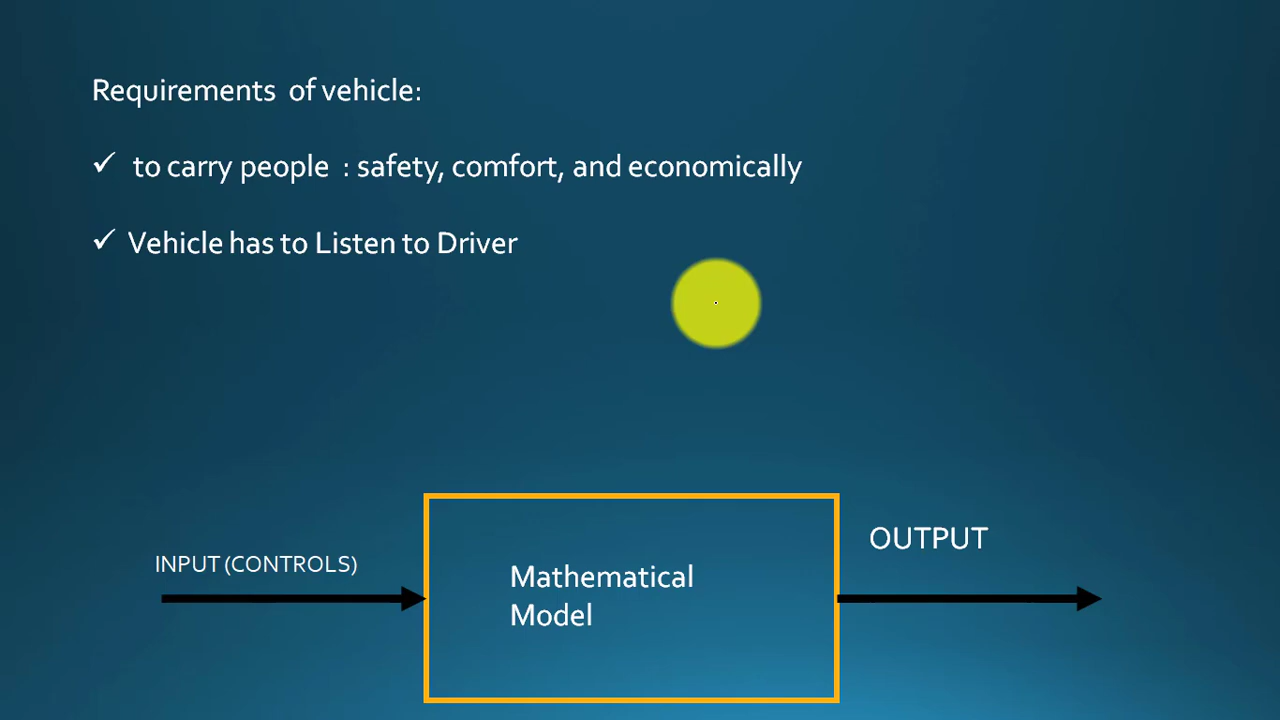 Requirements of vehicle:
✓ to carry people : safety, comfort, and economically
✓ Vehicle has to Listen to Driver
INPUT (CONTROLS)
Mathematical
Model
OUTPUT